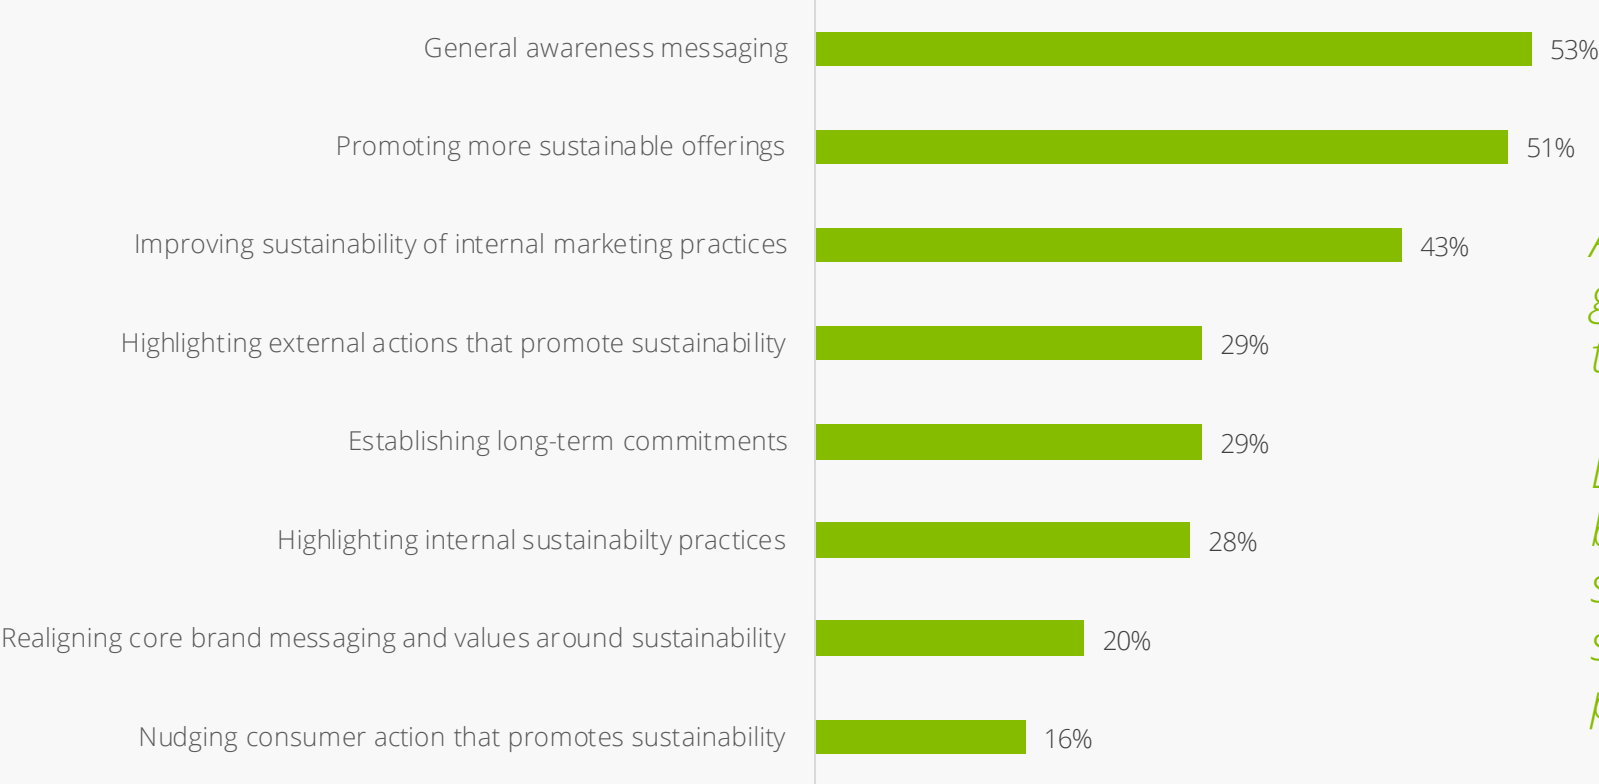 General awareness messaging 53%
Promoting more sustainable offerings 51%
Improving sustainability of internal marketing practices 43%
Highlighting external actions that promote sustainability 29%
Establishing long-term commitments 29%
Highlighting internal sustainabilty practices 28%
Realigning core brand messaging and values around sustainability 20%
Nudging consumer action that promotes sustainability 16%